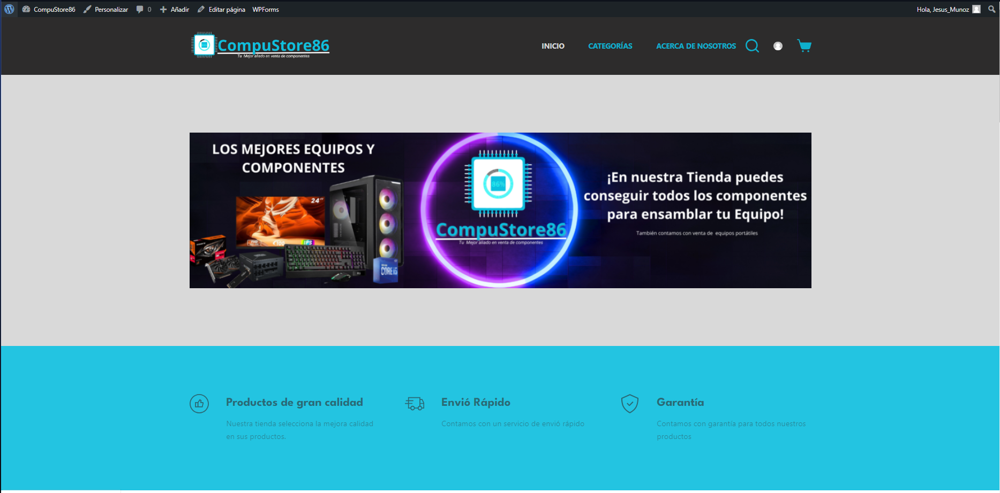 CompuStore86 Personalizar 0 Añadir Editar página WPForms Hola, Jesus_Munoz
CompuStore86
Tu Mejor aliado en venta de componentes
INICIO CATEGORÍAS ACERCA DE NOSOTROS
LOS MEJORES EQUIPOS Y
COMPONENTES
24"
FHD 100 IPS
CORE i5
86%
CompuStore86
Tu Mejor aliado en venta de componentes
¡En nuestra Tienda puedes
conseguir todos los componentes
para ensamblar tu Equipo!
También contamos con venta de equipos portátiles
Productos de gran calidad
Nuestra tienda selecciona la mejora calidad
en sus productos.
Envió Rápido
Contamos con un servicio de envió rápido
Garantía
Contamos con garantía para todos nuestros
productos